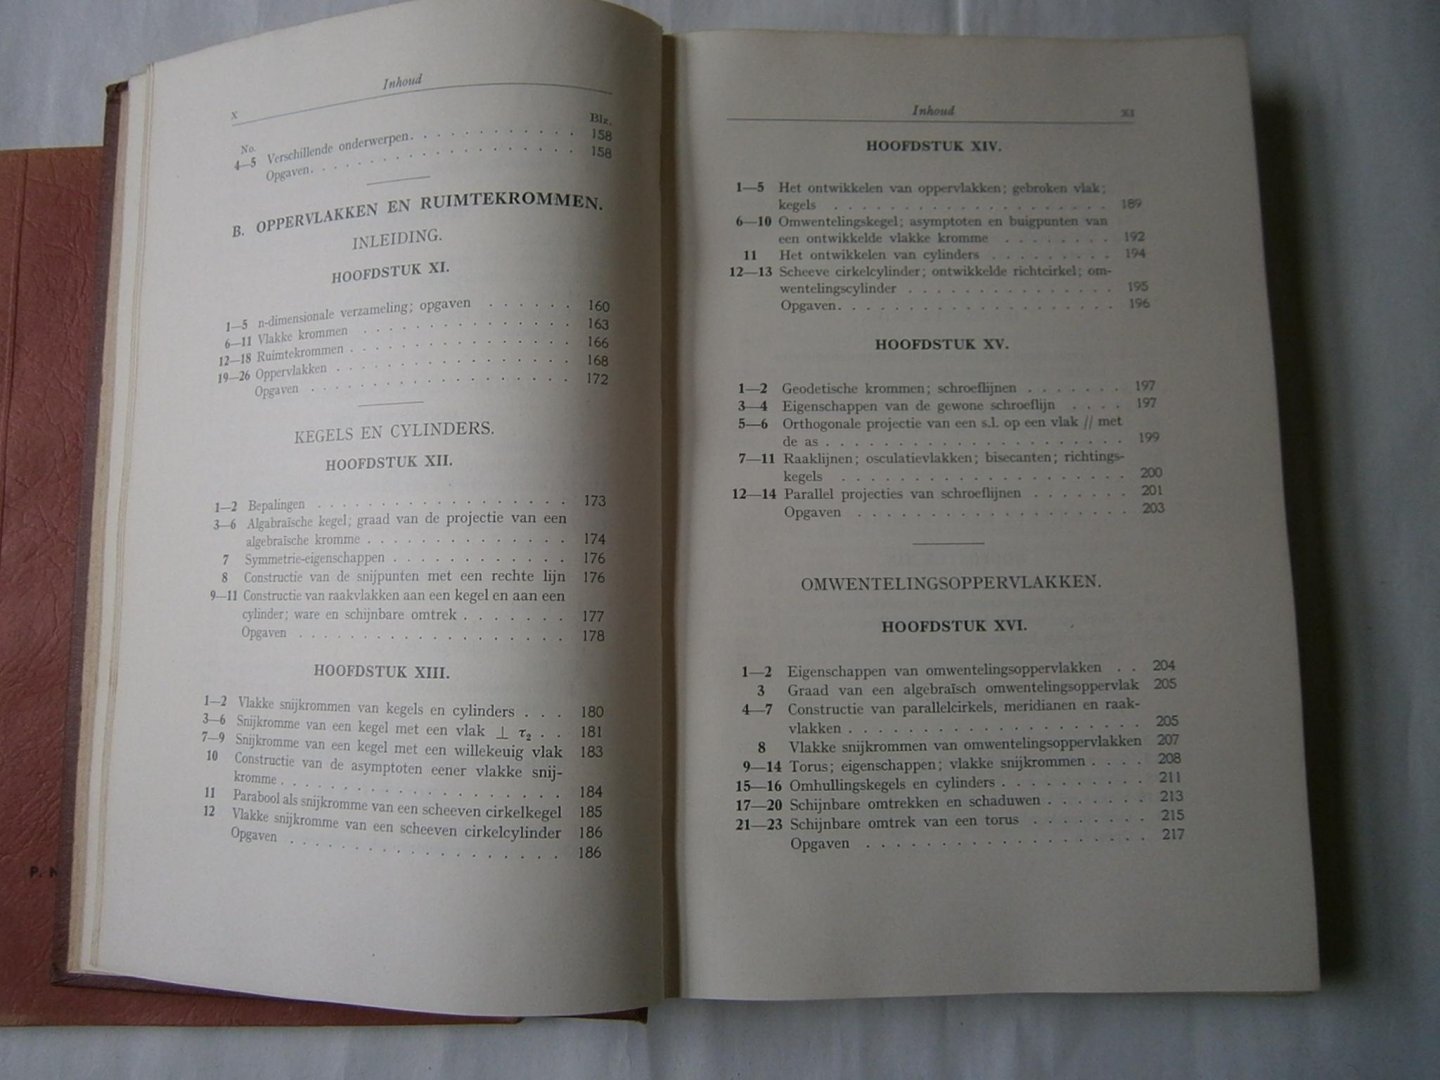 X
Inhoud
No.
Blz.
4—5 Verschillende onderwerpen. . . . . . . . . . . 158
Opgaven. . . . . . . . . . . . . . . . . . 158
B. OPPERVLAKKEN EN RUIMTEKROMMEN.
INLEIDING.
HOOFDSTUK XI.
1—5 n-dimensionale verzameling; opgaven . . . . . . 160
6—11 Vlakke krommen . . . . . . . . . . . . . 163
12—18 Ruimtekrommen . . . . . . . . . . . . . 166
19—26 Oppervlakken . . . . . . . . . . . . . . 168
Opgaven . . . . . . . . . . . . . . . . 172
KEGELS EN CYLINDERS.
HOOFDSTUK XII.
1—2 Bepalingen . . . . . . . . . . . . . . 173
3—6 Algabraïsche kegel; graad van de projectie van een
algebraïsche kromme . . . . . . . . . . . . 174
7 Symmetrie-eigenschappen . . . . . . . . . . 176
8 Constructie van de snijpunten met een rechte lijn 176
9—11 Constructie van raakvlakken aan een kegel en aan een
cylinder; ware en schijnbare omtrek . . . . . . . 177
Opgaven . . . . . . . . . . . . . . . . 178
HOOFDSTUK XIII.
1—2 Vlakke snijkrommen van kegels en cylinders . . . 180
3—6 Snijkromme van een kegel met een vlak ⊥ τ₂ . . 181
7—9 Snijkromme van een kegel met een willekeuig vlak 183
10 Constructie van de asymptoten eener vlakke snij-
kromme . . . . . . . . . . . . . . . . 184
11 Parabool als snijkromme van een scheeven cirkelkegel 185
12 Vlakke snijkromme van een scheeven cirkelcylinder 186
Opgaven . . . . . . . . . . . . . . . . 186
P.
Inhoud
XI
HOOFDSTUK XIV.
1—5 Het ontwikkelen van oppervlakken; gebroken vlak;
kegels . . . . . . . . . . . . . . . . . . 189
6—10 Omwentelingskegel; asymptoten en buigpunten van
een ontwikkelde vlakke kromme . . . . . . . . 192
11 Het ontwikkelen van cylinders . . . . . . . . . 194
12—13 Scheeve cirkelcylinder; ontwikkelde richtcirkel; om-
wentelingscylinder . . . . . . . . . . . . . . 195
Opgaven. . . . . . . . . . . . . . . . . . . 196
HOOFDSTUK XV.
1—2 Geodetische krommen; schroeflijnen . . . . . . . 197
3—4 Eigenschappen van de gewone schroeflijn . . . . 197
5—6 Orthogonale projectie van een s.l. op een vlak // met
de as . . . . . . . . . . . . . . . . . . . . 199
7—11 Raaklijnen; osculatievlakken; bisecanten; richtings-
kegels . . . . . . . . . . . . . . . . . . . 200
12—14 Parallel projecties van schroeflijnen . . . . . . . 201
Opgaven . . . . . . . . . . . . . . . . . . 203
OMWENTELINGSOPPERVLAKKEN.
HOOFDSTUK XVI.
1—2 Eigenschappen van omwentelingsoppervlakken . . 204
3 Graad van een algebraïsch omwentelingsoppervlak 205
4—7 Constructie van parallelcirkels, meridianen en raak-
vlakken . . . . . . . . . . . . . . . . . . . 205
8 Vlakke snijkrommen van omwentelingsoppervlakken 207
9—14 Torus; eigenschappen; vlakke snijkrommen . . . . 208
15—16 Omhullingskegels en cylinders . . . . . . . . . 211
17—20 Schijnbare omtrekken en schaduwen . . . . . . . 213
21—23 Schijnbare omtrek van een torus . . . . . . . . 215
Opgaven . . . . . . . . . . . . . . . . . . 217